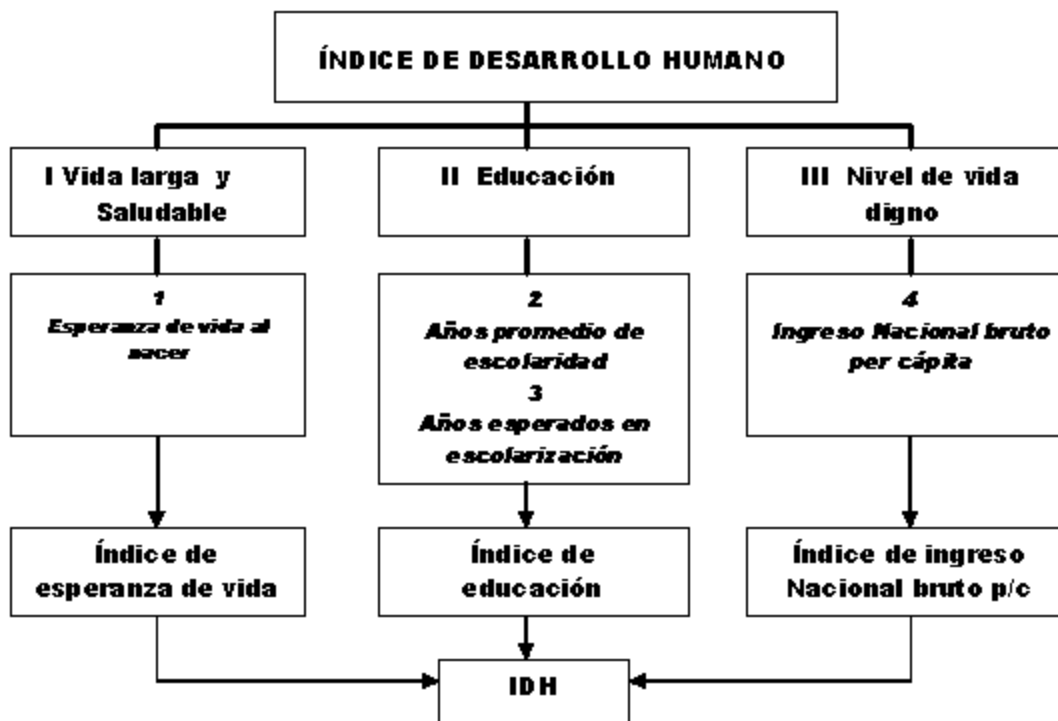 ÍNDICE DE DESARROLLO HUMANO
I Vida larga y
Saludable
II Educación
III Nivel de vida
digno
1
Esperanza de vida al
nacer
2
Años promedio de
escolaridad
3
Años esperados en
escolarización
4
Ingreso Nacional bruto
per cápita
Índice de
esperanza de vida
Índice de
educación
Índice de ingreso
Nacional bruto p/c
IDH